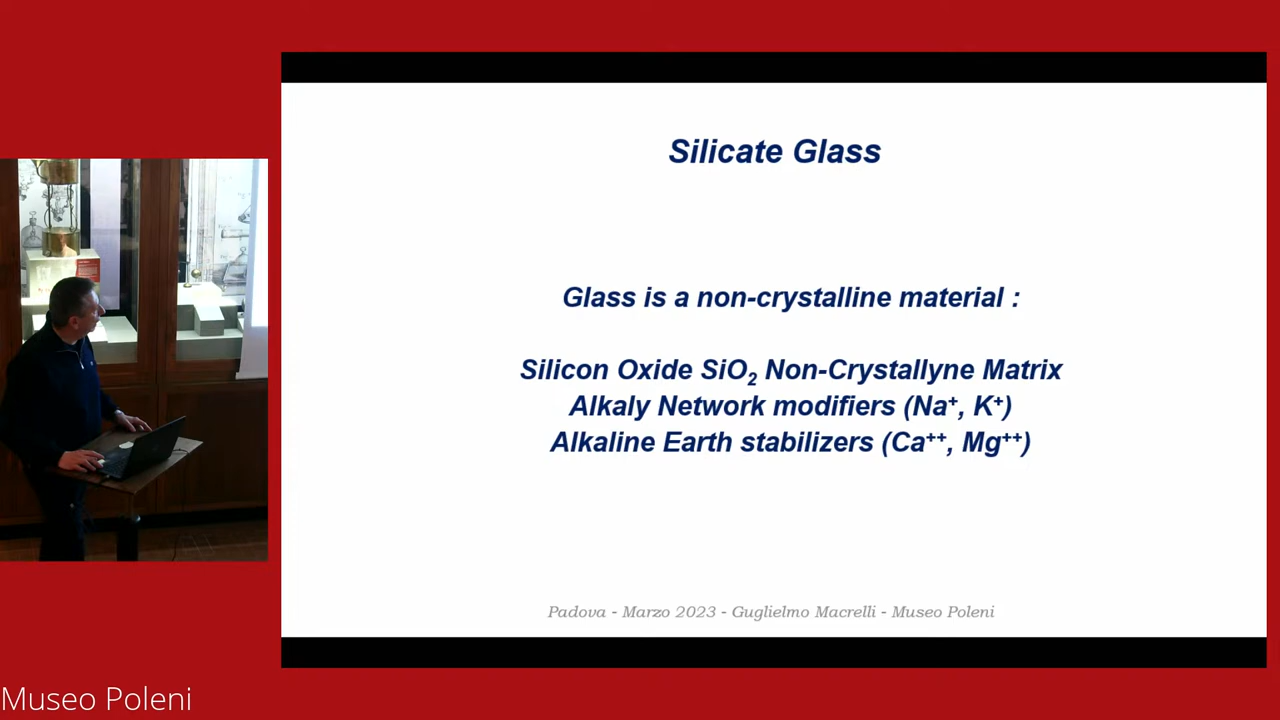 Silicate Glass
Glass is a non-crystalline material :
Silicon Oxide SiO₂ Non-Crystallyne Matrix
Alkaly Network modifiers (Na⁺, K⁺)
Alkaline Earth stabilizers (Ca⁺⁺, Mg⁺⁺)
Padova - Marzo 2023 - Guglielmo Macrelli - Museo Poleni
Museo Poleni